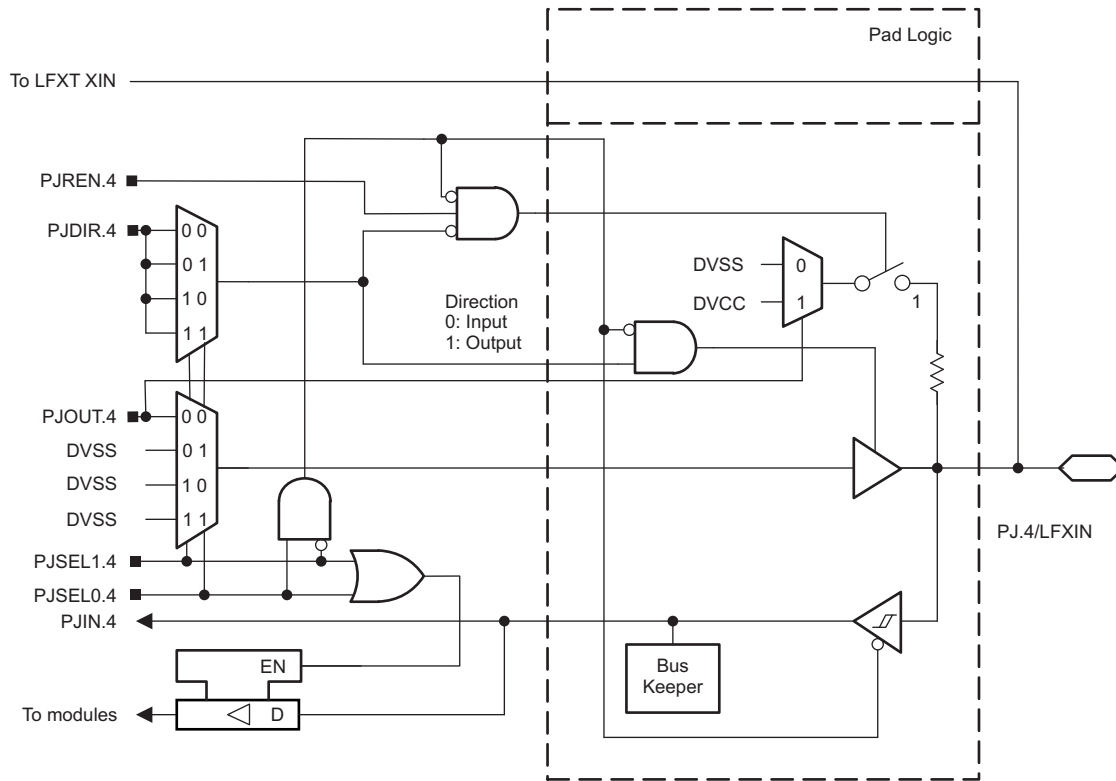 Pad Logic
To LFXT XIN
PJREN.4
PJDIR.4
0 0
0 1
1 0
1 1
Direction
0: Input
1: Output
DVSS
0
DVCC
1
1
PJOUT.4
0 0
DVSS
0 1
DVSS
1 0
DVSS
1 1
PJ.4/LFXIN
PJSEL1.4
PJSEL0.4
PJIN.4
EN
Bus
Keeper
To modules
D